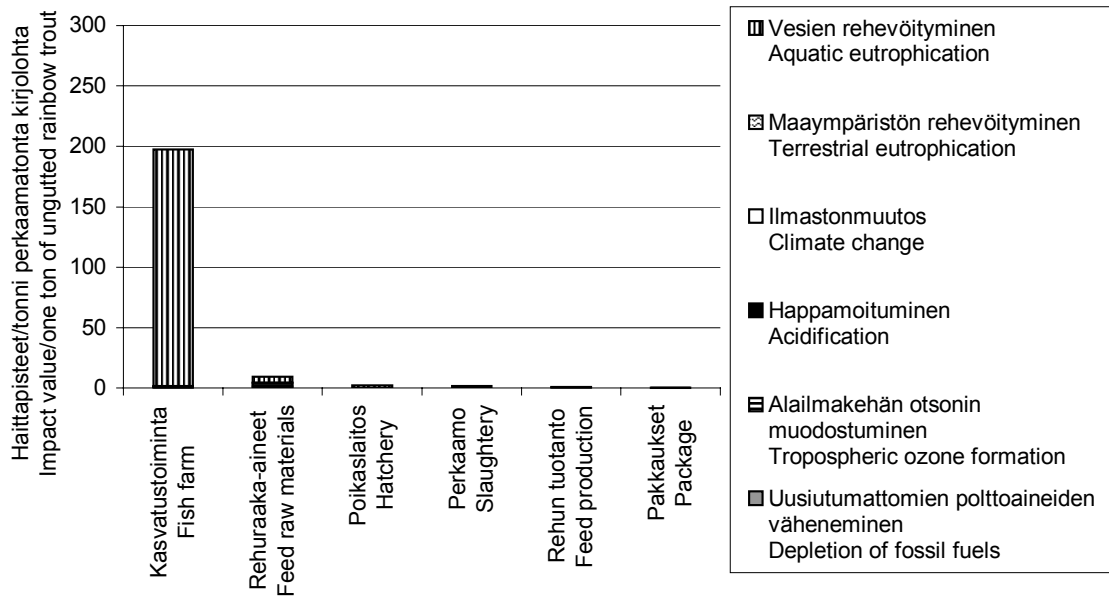 Haittapisteet/tonni perkaamatonta kirjolohta
Impact value/one ton of ungutted rainbow trout
300
250
200
150
100
50
0
Kasvatustoiminta
Fish farm
Rehuraaka-aineet
Feed raw materials
Poikaslaitos
Hatchery
Perkaamo
Slaughtery
Rehun tuotanto
Feed production
Pakkaukset
Package
Vesien rehevöityminen
Aquatic eutrophication
Maaympäristön rehevöityminen
Terrestrial eutrophication
Ilmastonmuutos
Climate change
Happamoituminen
Acidification
Alailmakehän otsonin
muodostuminen
Tropospheric ozone formation
Uusiutumattomien polttoaineiden
väheneminen
Depletion of fossil fuels